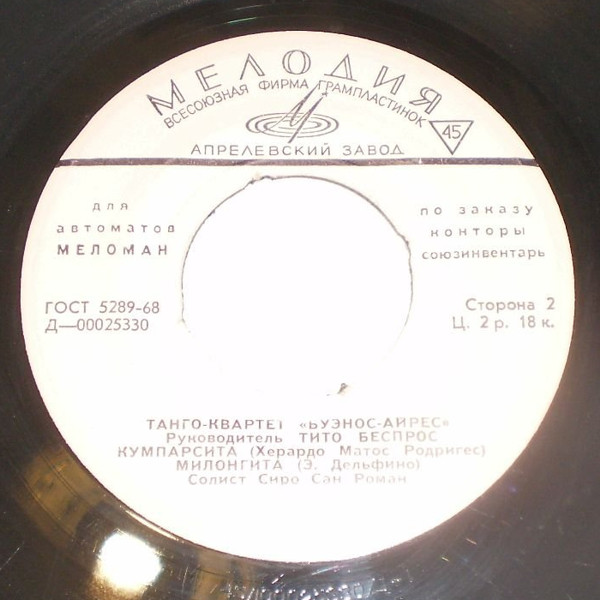 МЕЛОДИЯ
ВСЕСОЮЗНАЯ ФИРМА ГРАМПЛАСТИНОК
45
АПРЕЛЕВСКИЙ ЗАВОД
для
автоматов
МЕЛОМАН
по заказу
конторы
союзинвентарь
ГОСТ 5289-68
Д—00025330
Сторона 2
Ц. 2 р. 18 к.
ТАНГО-КВАРТЕТ «БУЭНОС-АЙРЕС»
Руководитель ТИТО БЕСПРОС
КУМПАРСИТА (Херардо Матос Родригес)
МИЛОНГИТА (Э. Дельфино)
Солист Сиро Сан Роман